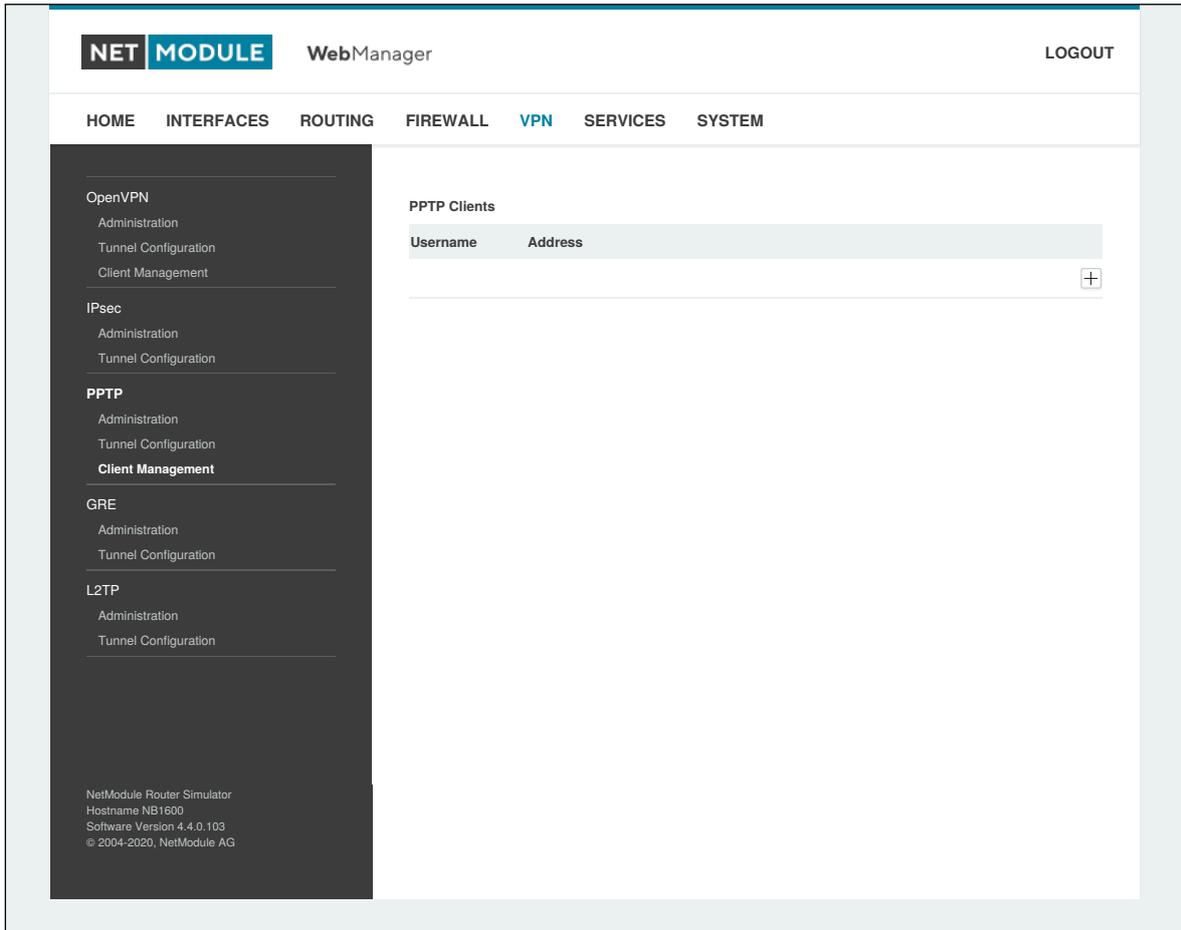 NET MODULE WebManager LOGOUT
HOME INTERFACES ROUTING FIREWALL VPN SERVICES SYSTEM
OpenVPN
Administration
Tunnel Configuration
Client Management
IPsec
Administration
Tunnel Configuration
PPTP
Administration
Tunnel Configuration
Client Management
GRE
Administration
Tunnel Configuration
L2TP
Administration
Tunnel Configuration
NetModule Router Simulator
Hostname NB1600
Software Version 4.4.0.103
© 2004-2020, NetModule AG
PPTP Clients
Username Address